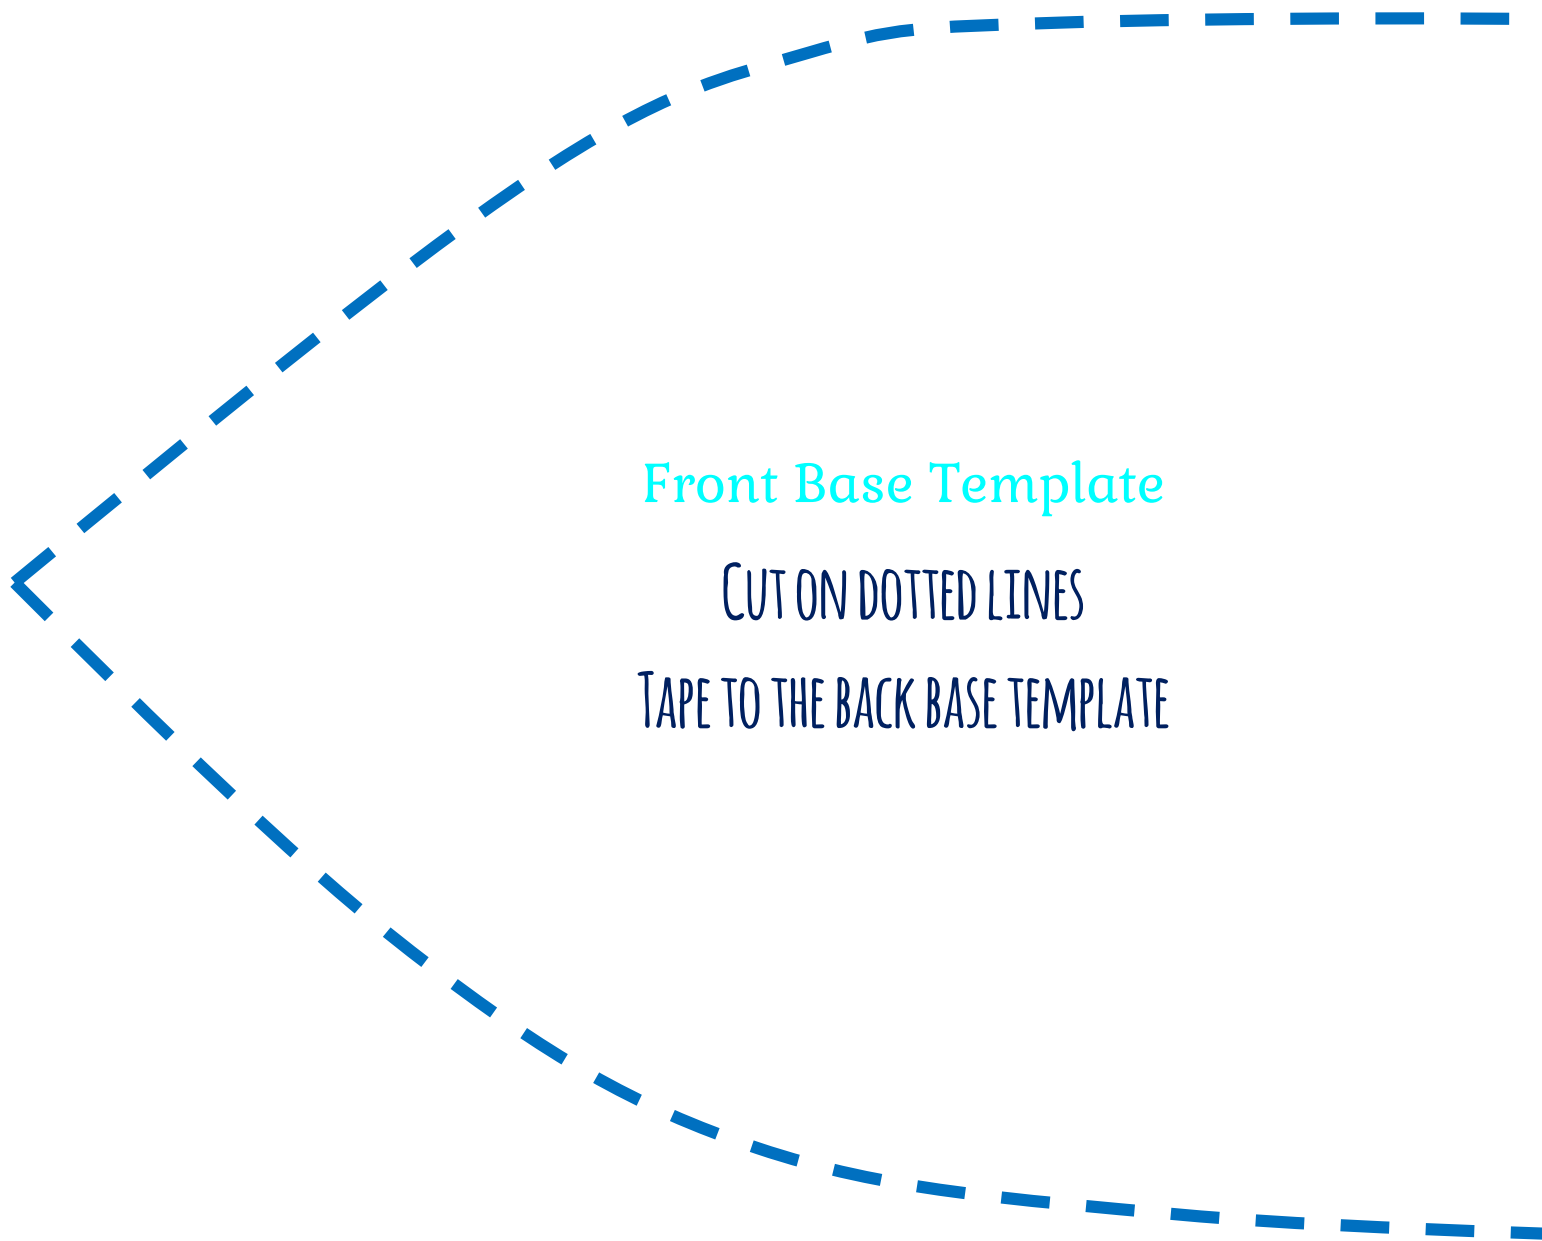 Front Base Template
Cut on dotted lines
Tape to the back base template